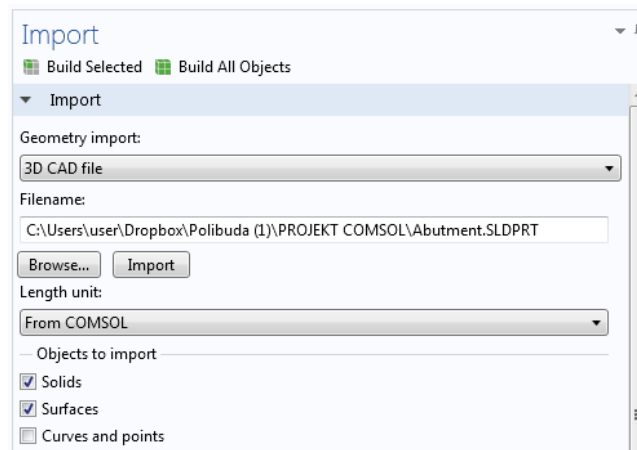 Import
Build Selected Build All Objects
Import
Geometry import:
3D CAD file
Filename:
C:\Users\user\Dropbox\Polibuda (1)\PROJEKT COMSOL\Abutment.SLDPRT
Browse... Import
Length unit:
From COMSOL
Objects to import
Solids
Surfaces
Curves and points